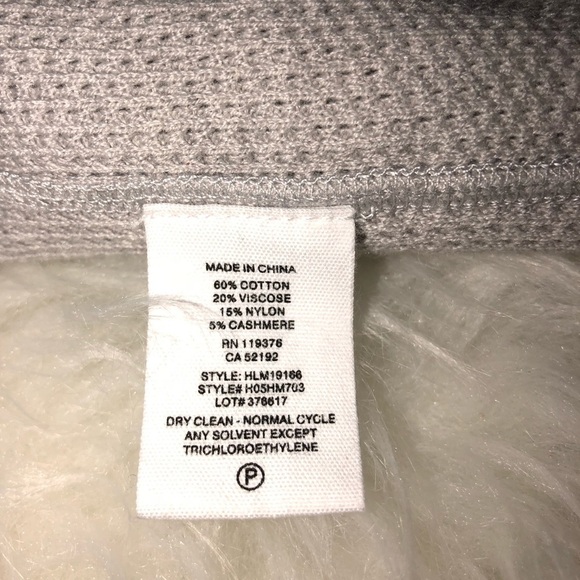 MADE IN CHINA
60% COTTON
20% VISCOSE
15% NYLON
5% CASHMERE
RN 119376
CA 52192
STYLE: HLM19166
STYLE# H05HM703
LOT# 376617
DRY CLEAN - NORMAL CYCLE
ANY SOLVENT EXCEPT
TRICHLOROETHYLENE
P